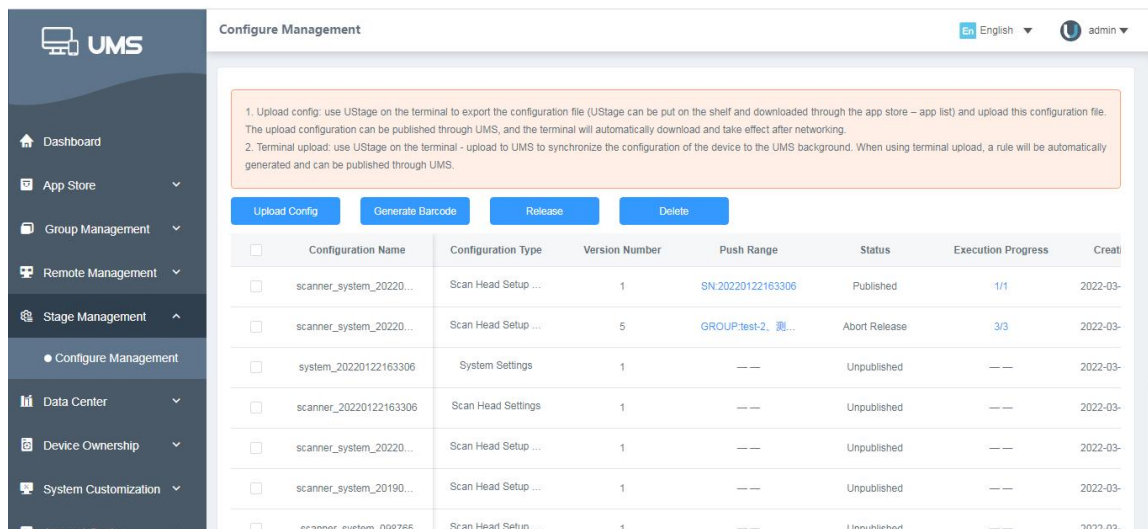 UMS
Configure Management
En English
admin
1. Upload config: use UStage on the terminal to export the configuration file (UStage can be put on the shelf and downloaded through the app store – app list) and upload this configuration file.
The upload configuration can be published through UMS, and the terminal will automatically download and take effect after networking.
2. Terminal upload: use UStage on the terminal - upload to UMS to synchronize the configuration of the device to the UMS background. When using terminal upload, a rule will be automatically
generated and can be published through UMS.
Dashboard
App Store
Group Management
Remote Management
Stage Management
Configure Management
Data Center
Device Ownership
System Customization
Upload Config Generate Barcode Release Delete
Configuration Name Configuration Type Version Number Push Range Status Execution Progress Creati
scanner_system_20220... Scan Head Setup ... 1 SN:20220122163306 Published 1/1 2022-03-
scanner_system_20220... Scan Head Setup ... 5 GROUP:test-2、测... Abort Release 3/3 2022-03-
system_20220122163306 System Settings 1 —— Unpublished —— 2022-03-
scanner_20220122163306 Scan Head Settings 1 —— Unpublished —— 2022-03-
scanner_system_20220... Scan Head Setup ... 1 —— Unpublished —— 2022-03-
scanner_system_20190... Scan Head Setup ... 1 —— Unpublished —— 2022-03-
scanner_system_098765... Scan Head Setup ... 1 —— Unpublished —— 2022-03-